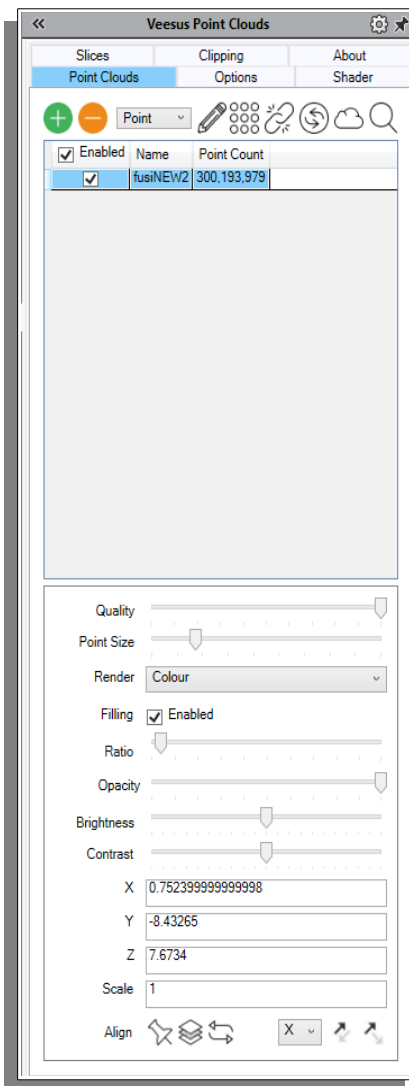 Veesus Point Clouds
Slices Clipping About
Point Clouds Options Shader
Point
Enabled Name Point Count
fusiNEW2 300,193,979
Quality
Point Size
Render Colour
Filling Enabled
Ratio
Opacity
Brightness
Contrast
X 0.752399999999998
Y -8.43265
Z 7.6734
Scale 1
Align X